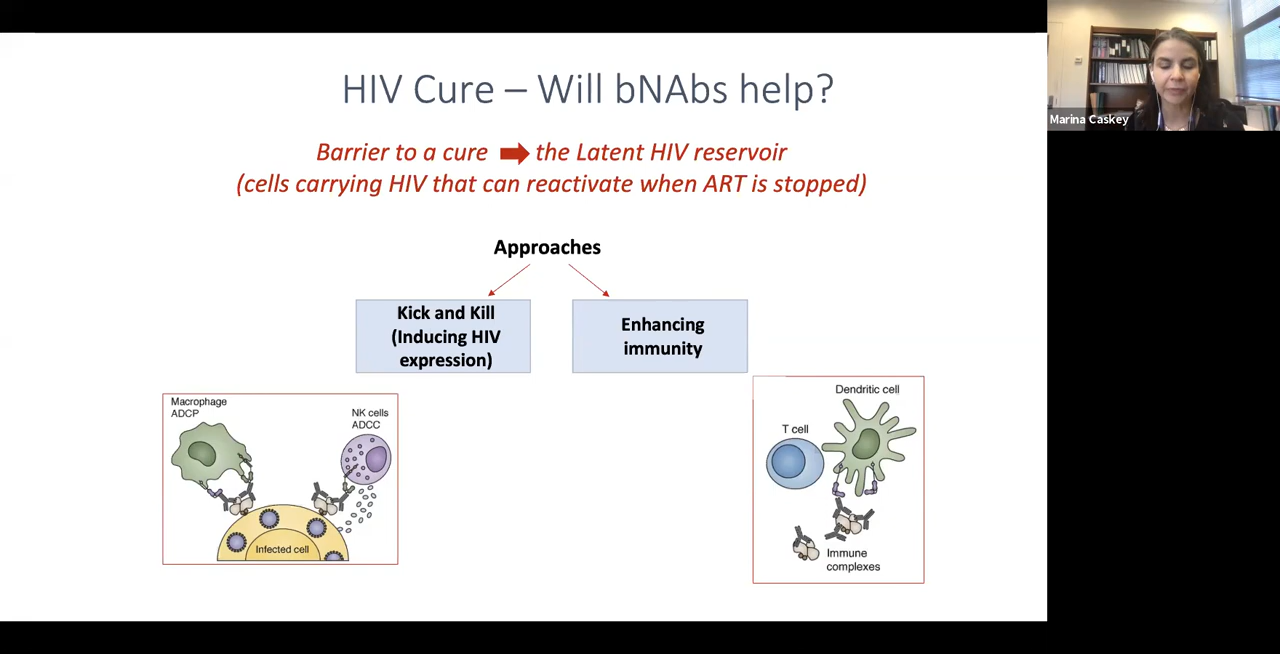 HIV Cure – Will bNAbs help?
Marina Caskey
Barrier to a cure ➡ the Latent HIV reservoir
(cells carrying HIV that can reactivate when ART is stopped)
Approaches
Kick and Kill
(Inducing HIV
expression)
Enhancing
immunity
Macrophage
ADCP
NK cells
ADCC
Infected cell
Dendritic cell
T cell
Immune
complexes